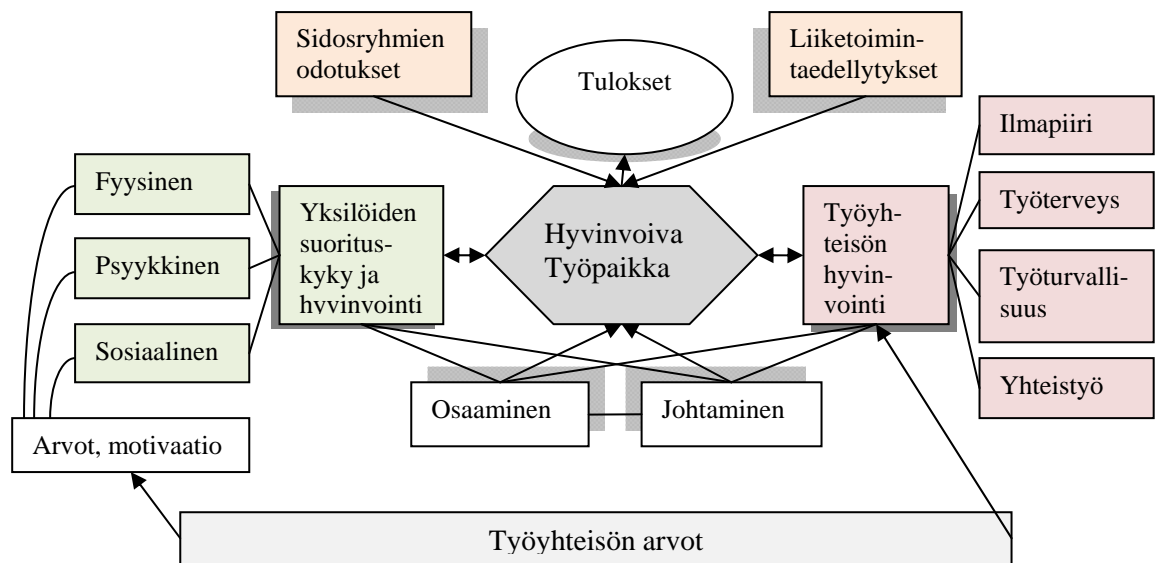 Sidosryhmien
odotukset
Tulokset
Liiketoimin-
taedellytykset
Fyysinen
Psyykkinen
Sosiaalinen
Yksilöiden
suoritus-
kyky ja
hyvinvointi
Hyvinvoiva
Työpaikka
Työyh-
teisön
hyvin-
vointi
Ilmapiiri
Työterveys
Työturvalli-
suus
Yhteistyö
Osaaminen
Johtaminen
Arvot, motivaatio
Työyhteisön arvot